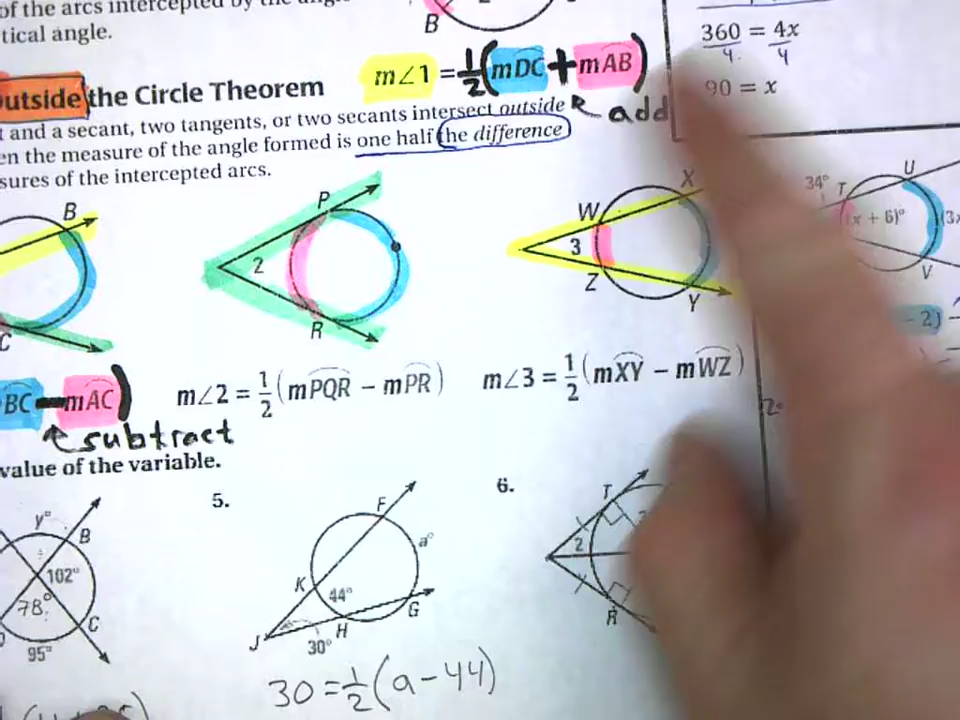 of the arcs intercepted by the
tical angle.
B
m∠1 = 1/2 (mDC + mAB)
add
360/4 = 4x/4
90 = x
utside the Circle Theorem
t and a secant, two tangents, or two secants intersect outside
en the measure of the angle formed is one half the difference
sures of the intercepted arcs.
B
C
P
2
R
W
X
3
Z
Y
34°
T
U
(x + 6)°
(3x
V
- 2)
BC - mAC)
subtract
m∠2 = 1/2 (mPQR - mPR)
m∠3 = 1/2 (mXY - mWZ)
2°
value of the variable.
y°
B
102°
78°
C
95°
5.
F
a°
K
44°
G
H
J
30°
30 = 1/2 (a - 44)
6.
T
2
R